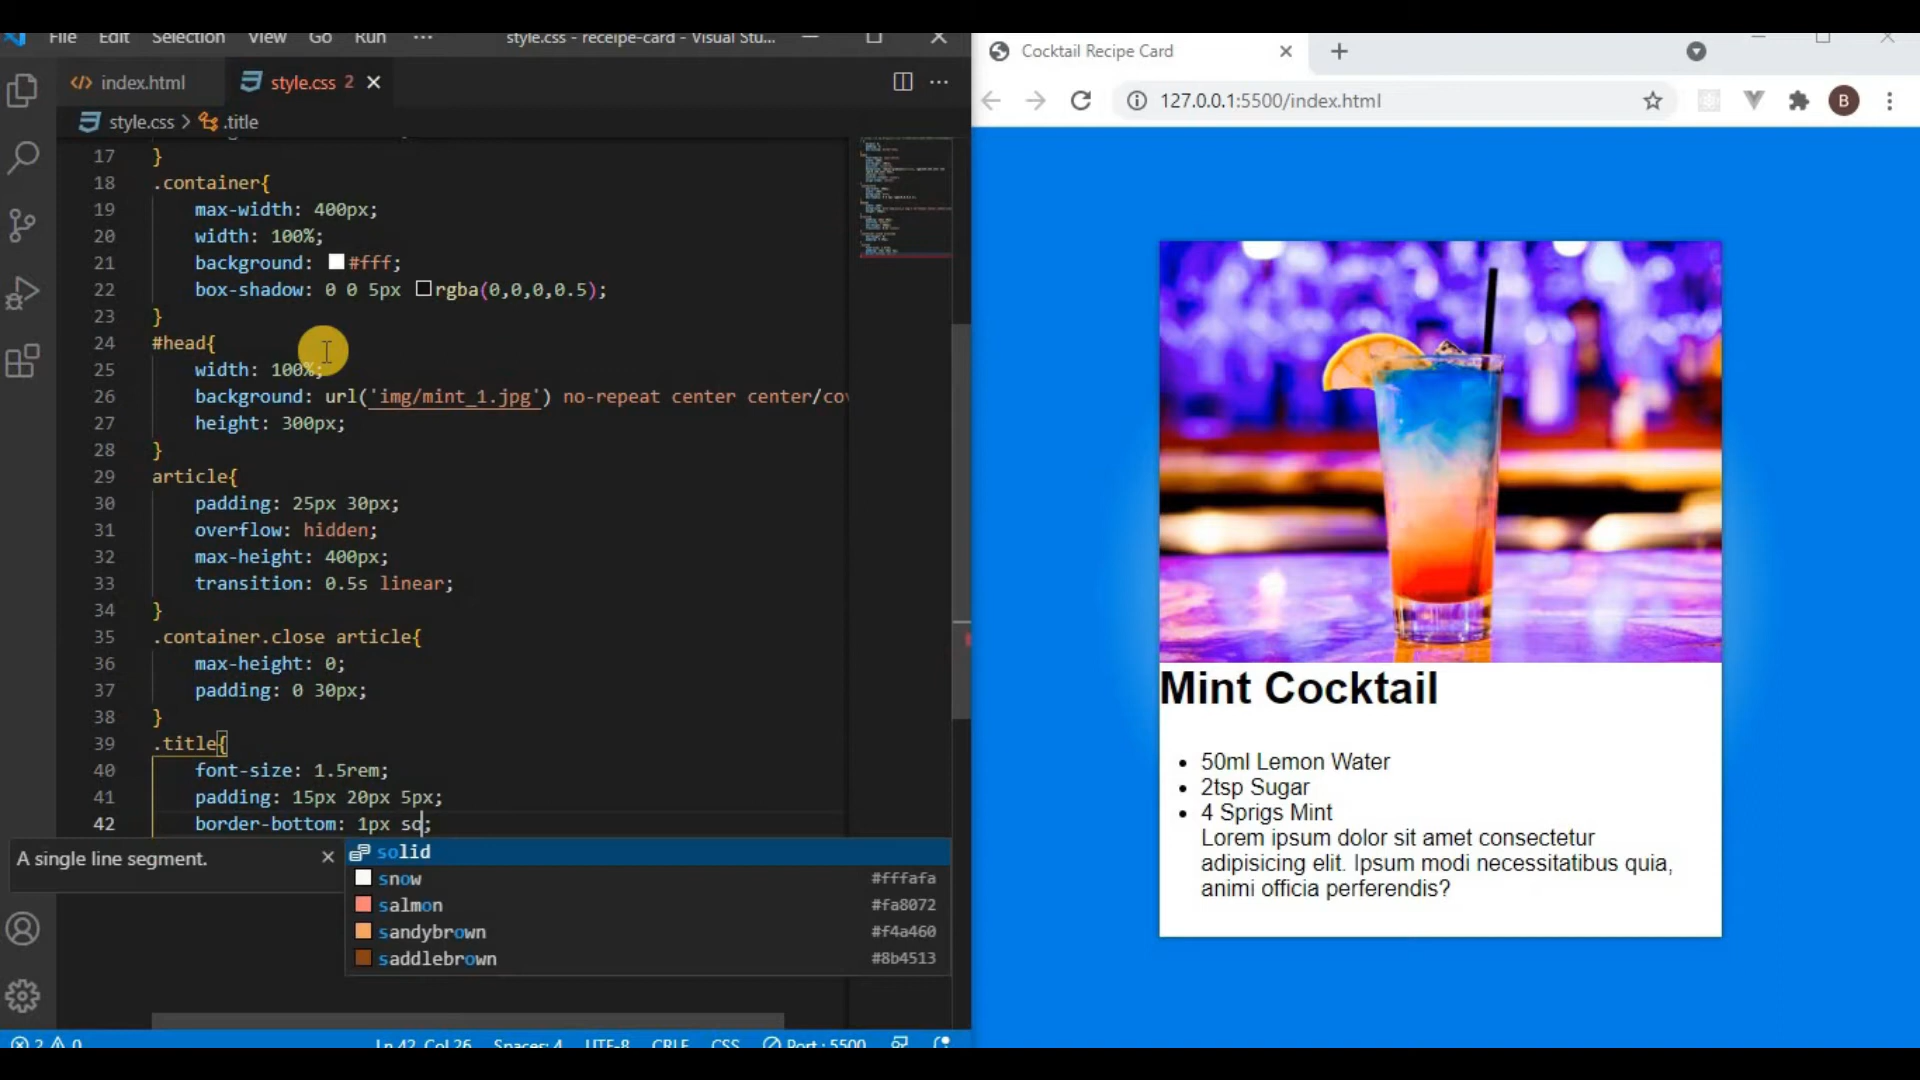 File Edit Selection View Go Run ··· style.css - receipe-card - Visual Stu...
index.html style.css 2
style.css > .title
17 }
18 .container{
19 max-width: 400px;
20 width: 100%;
21 background: #fff;
22 box-shadow: 0 0 5px rgba(0,0,0,0.5);
23 }
24 #head{
25 width: 100%;
26 background: url('img/mint_1.jpg') no-repeat center center/cov
27 height: 300px;
28 }
29 article{
30 padding: 25px 30px;
31 overflow: hidden;
32 max-height: 400px;
33 transition: 0.5s linear;
34 }
35 .container.close article{
36 max-height: 0;
37 padding: 0 30px;
38 }
39 .title{
40 font-size: 1.5rem;
41 padding: 15px 20px 5px;
42 border-bottom: 1px so;
A single line segment.
solid
snow #fffafa
salmon #fa8072
sandybrown #f4a460
saddlebrown #8b4513
2 0 Ln 42, Col 26 Spaces: 4 UTF-8 CRLF CSS Port : 5500
Cocktail Recipe Card
127.0.0.1:5500/index.html B
Mint Cocktail
• 50ml Lemon Water
• 2tsp Sugar
• 4 Sprigs Mint
Lorem ipsum dolor sit amet consectetur
adipisicing elit. Ipsum modi necessitatibus quia,
animi officia perferendis?